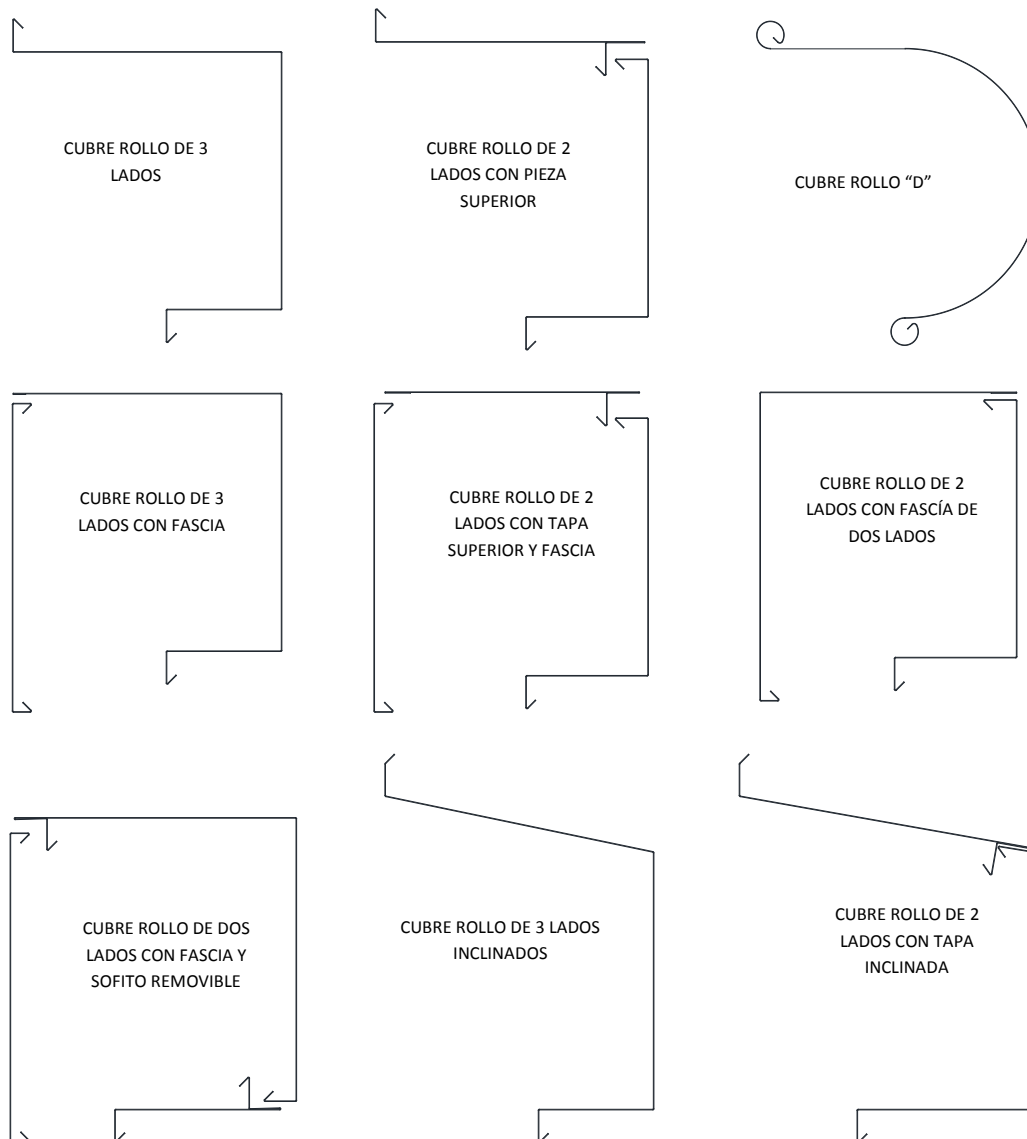 CUBRE ROLLO DE 3
LADOS
CUBRE ROLLO DE 2
LADOS CON PIEZA
SUPERIOR
CUBRE ROLLO “D”
CUBRE ROLLO DE 3
LADOS CON FASCIA
CUBRE ROLLO DE 2
LADOS CON TAPA
SUPERIOR Y FASCIA
CUBRE ROLLO DE 2
LADOS CON FASCÍA DE
DOS LADOS
CUBRE ROLLO DE DOS
LADOS CON FASCIA Y
SOFITO REMOVIBLE
CUBRE ROLLO DE 3 LADOS
INCLINADOS
CUBRE ROLLO DE 2
LADOS CON TAPA
INCLINADA